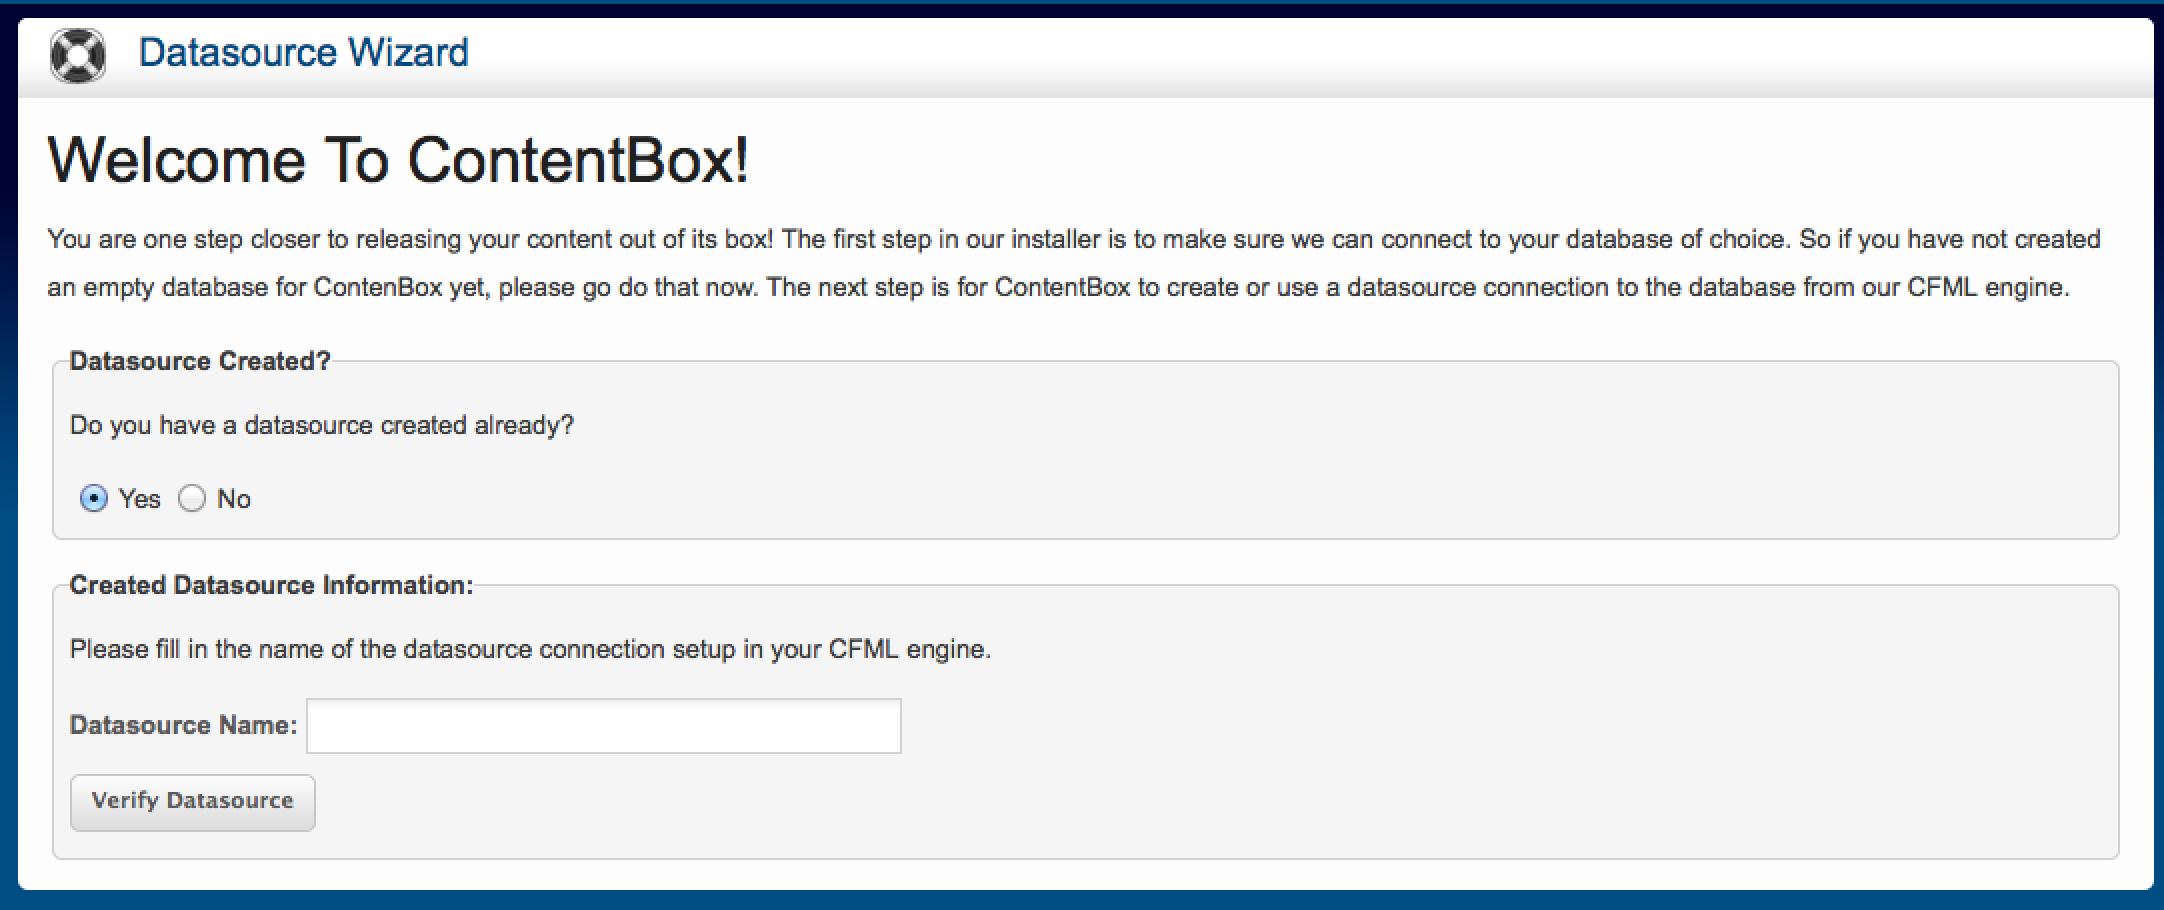 Datasource Wizard
Welcome To ContentBox!
You are one step closer to releasing your content out of its box! The first step in our installer is to make sure we can connect to your database of choice. So if you have not created
an empty database for ContenBox yet, please go do that now. The next step is for ContentBox to create or use a datasource connection to the database from our CFML engine.
Datasource Created?
Do you have a datasource created already?
Yes No
Created Datasource Information:
Please fill in the name of the datasource connection setup in your CFML engine.
Datasource Name:
Verify Datasource